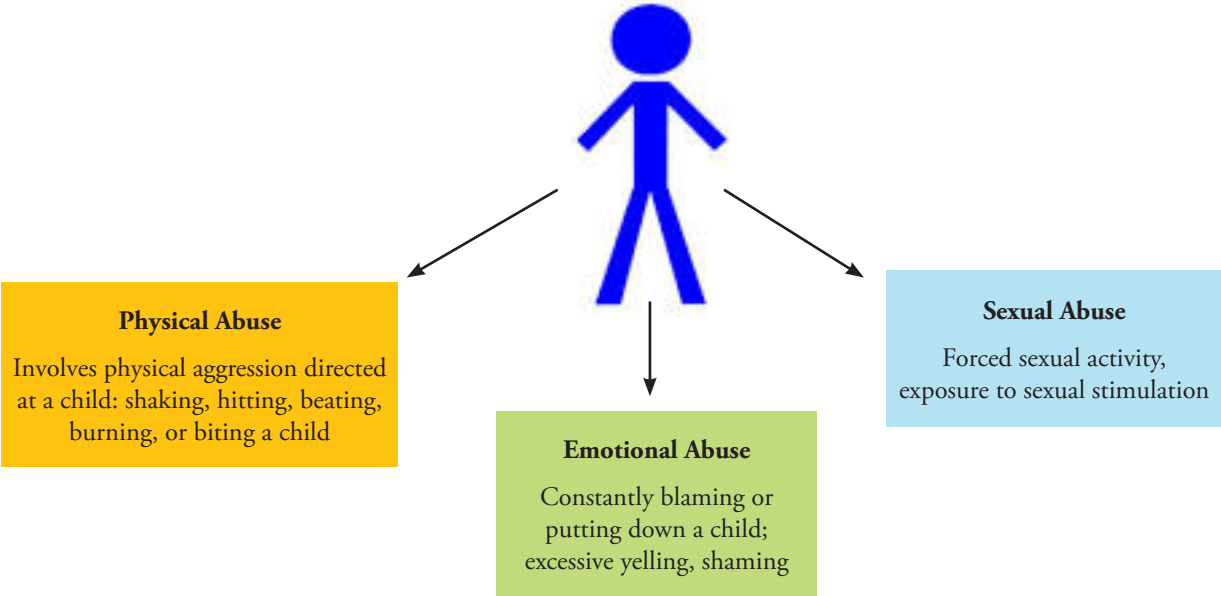 Physical Abuse
Involves physical aggression directed
at a child: shaking, hitting, beating,
burning, or biting a child
Emotional Abuse
Constantly blaming or
putting down a child;
excessive yelling, shaming
Sexual Abuse
Forced sexual activity,
exposure to sexual stimulation